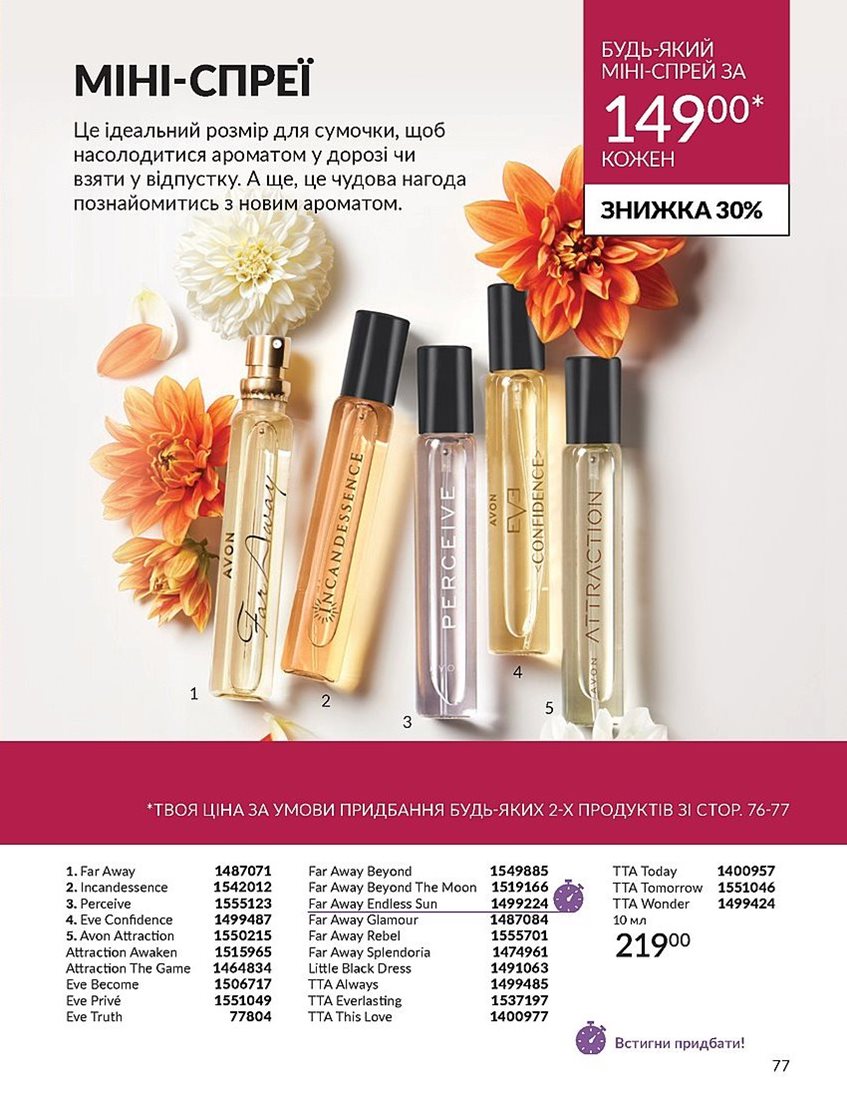 МІНІ-СПРЕЇ
Це ідеальний розмір для сумочки, щоб
насолодитися ароматом у дорозі чи
взяти у відпустку. А ще, це чудова нагода
познайомитись з новим ароматом.
БУДЬ-ЯКИЙ
МІНІ-СПРЕЙ ЗА
149⁰⁰*
КОЖЕН
ЗНИЖКА 30%
AVON
Far Away
INCANDESSENCE
PERCEIVE
AVON
AVON
EVE
<CONFIDENCE>
AVON
ATTRACTION
1
2
3
4
5
*ТВОЯ ЦІНА ЗА УМОВИ ПРИДБАННЯ БУДЬ-ЯКИХ 2-Х ПРОДУКТІВ ЗІ СТОР. 76-77
1. Far Away 1487071
2. Incandessence 1542012
3. Perceive 1555123
4. Eve Confidence 1499487
5. Avon Attraction 1550215
Attraction Awaken 1515965
Attraction The Game 1464834
Eve Become 1506717
Eve Privé 1551049
Eve Truth 77804
Far Away Beyond 1549885
Far Away Beyond The Moon 1519166
Far Away Endless Sun 1499224
Far Away Glamour 1487084
Far Away Rebel 1555701
Far Away Splendoria 1474961
Little Black Dress 1491063
TTA Always 1499485
TTA Everlasting 1537197
TTA This Love 1400977
TTA Today 1400957
TTA Tomorrow 1551046
TTA Wonder 1499424
10 мл
219⁰⁰
Встигни придбати!
77